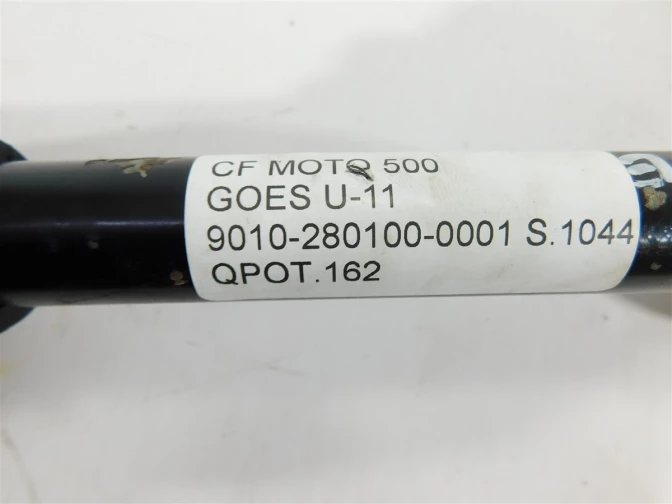 CF MOTO 500
GOES U-11
9010-280100-0001 S.1044
QPOT.162